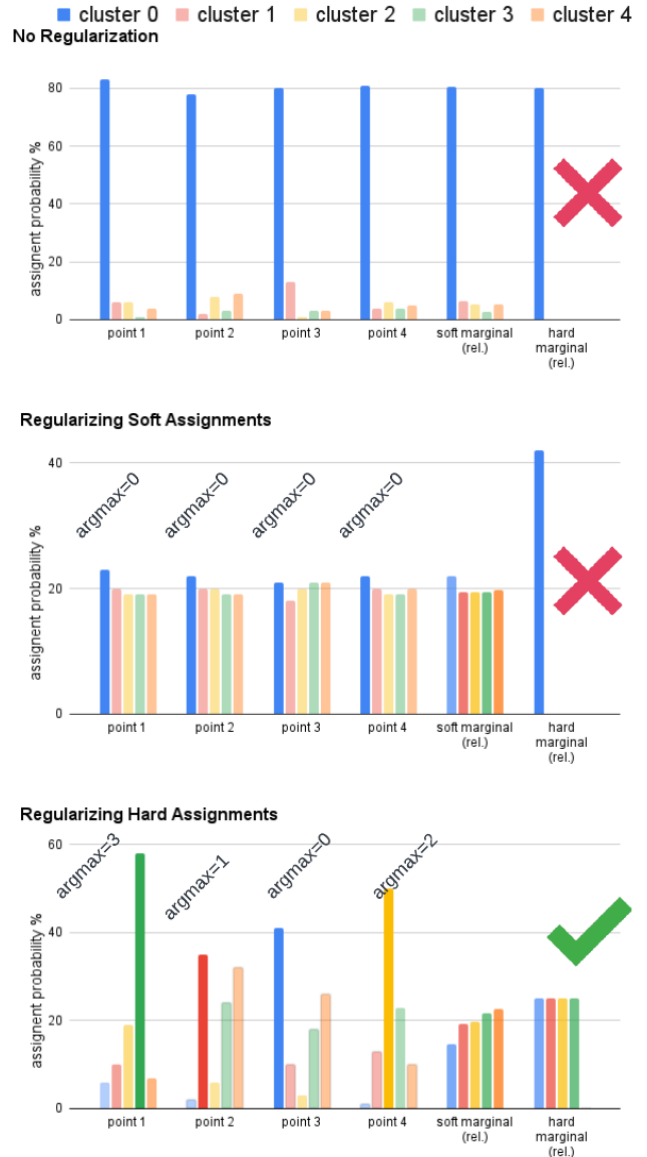 cluster 0 cluster 1 cluster 2 cluster 3 cluster 4
No Regularization
assignent probability %
80
60
40
20
0
point 1 point 2 point 3 point 4 soft marginal (rel.) hard marginal (rel.)
Regularizing Soft Assignments
assignent probability %
40
20
0
argmax=0 argmax=0 argmax=0 argmax=0
point 1 point 2 point 3 point 4 soft marginal (rel.) hard marginal (rel.)
Regularizing Hard Assignments
assignent probability %
60
40
20
0
argmax=3 argmax=1 argmax=0 argmax=2
point 1 point 2 point 3 point 4 soft marginal (rel.) hard marginal (rel.)